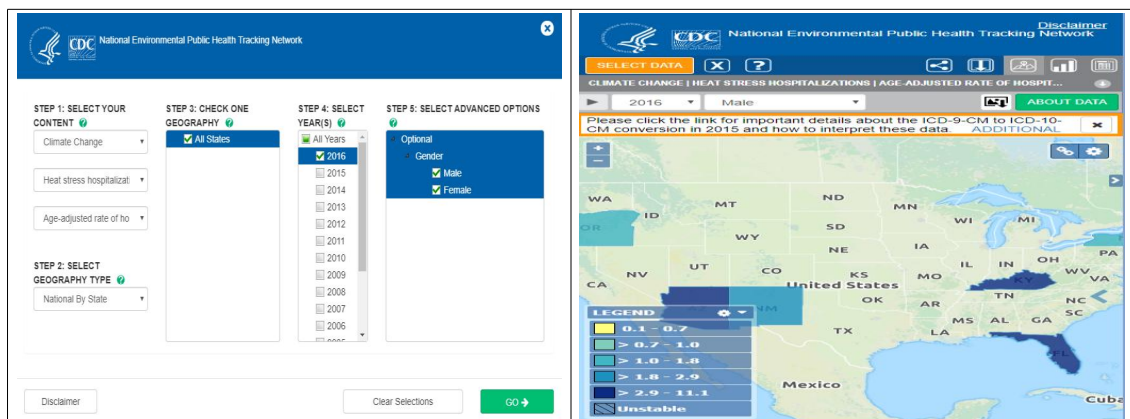 CDC National Environmental Public Health Tracking Network
STEP 1: SELECT YOUR
CONTENT
Climate Change
Heat stress hospitalizati
Age-adjusted rate of ho
STEP 2: SELECT
GEOGRAPHY TYPE
National By State
STEP 3: CHECK ONE
GEOGRAPHY
All States
STEP 4: SELECT
YEAR(S)
All Years
2016
2015
2014
2013
2012
2011
2010
2009
2008
2007
2006
STEP 5: SELECT ADVANCED OPTIONS
Optional
Gender
Male
Female
Disclaimer
Clear Selections
GO
Disclaimer
CDC National Environmental Public Health Tracking Network
SELECT DATA
CLIMATE CHANGE | HEAT STRESS HOSPITALIZATIONS | AGE-ADJUSTED RATE OF HOSPIT...
2016 Male
ABOUT DATA
Please click the link for important details about the ICD-9-CM to ICD-10-
CM conversion in 2015 and how to interpret these data. ADDITIONAL
WA
MT
ND
MN
ID
OR
SD
WI
MI
WY
NE
IA
PA
NV
UT
CO
KS
MO
IL
IN
OH
WV
VA
CA
United States
KY
OK
AR
TN
NC
AZ
NM
MS
AL
GA
SC
TX
LA
FL
Mexico
Cuba
LEGEND
0.1 - 0.7
> 0.7 - 1.0
> 1.0 - 1.8
> 1.8 - 2.9
> 2.9 - 11.1
Unstable